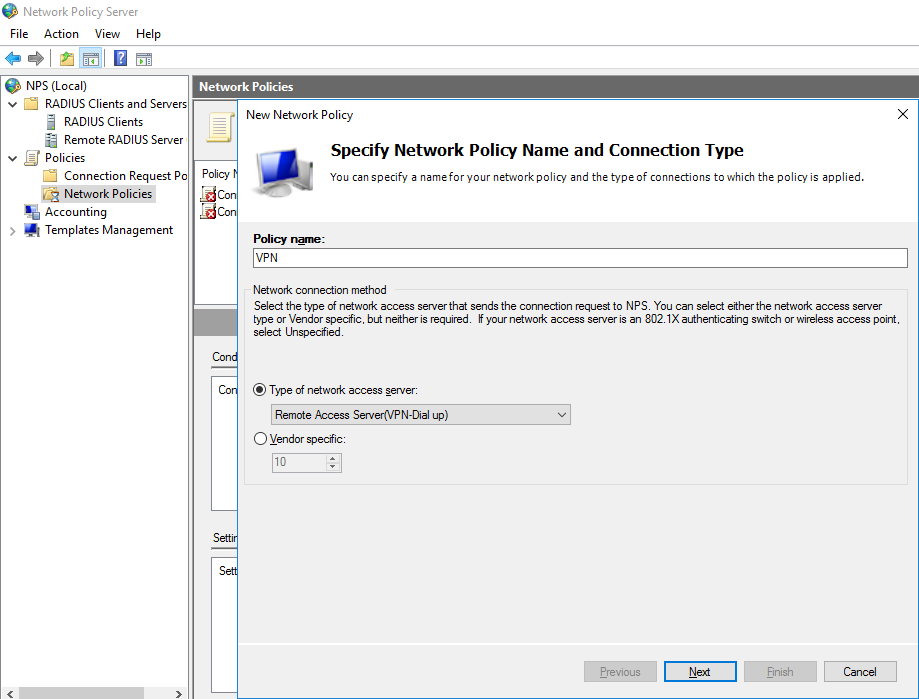 Network Policy Server
File Action View Help
NPS (Local)
RADIUS Clients and Servers
RADIUS Clients
Remote RADIUS Server
Policies
Connection Request Po
Network Policies
Accounting
Templates Management
Network Policies
Policy N
Con
Con
Cond
Con
Settin
Sett
New Network Policy
Specify Network Policy Name and Connection Type
You can specify a name for your network policy and the type of connections to which the policy is applied.
Policy name:
VPN
Network connection method
Select the type of network access server that sends the connection request to NPS. You can select either the network access server
type or Vendor specific, but neither is required.  If your network access server is an 802.1X authenticating switch or wireless access point,
select Unspecified.
Type of network access server:
Remote Access Server(VPN-Dial up)
Vendor specific:
10
Previous Next Finish Cancel